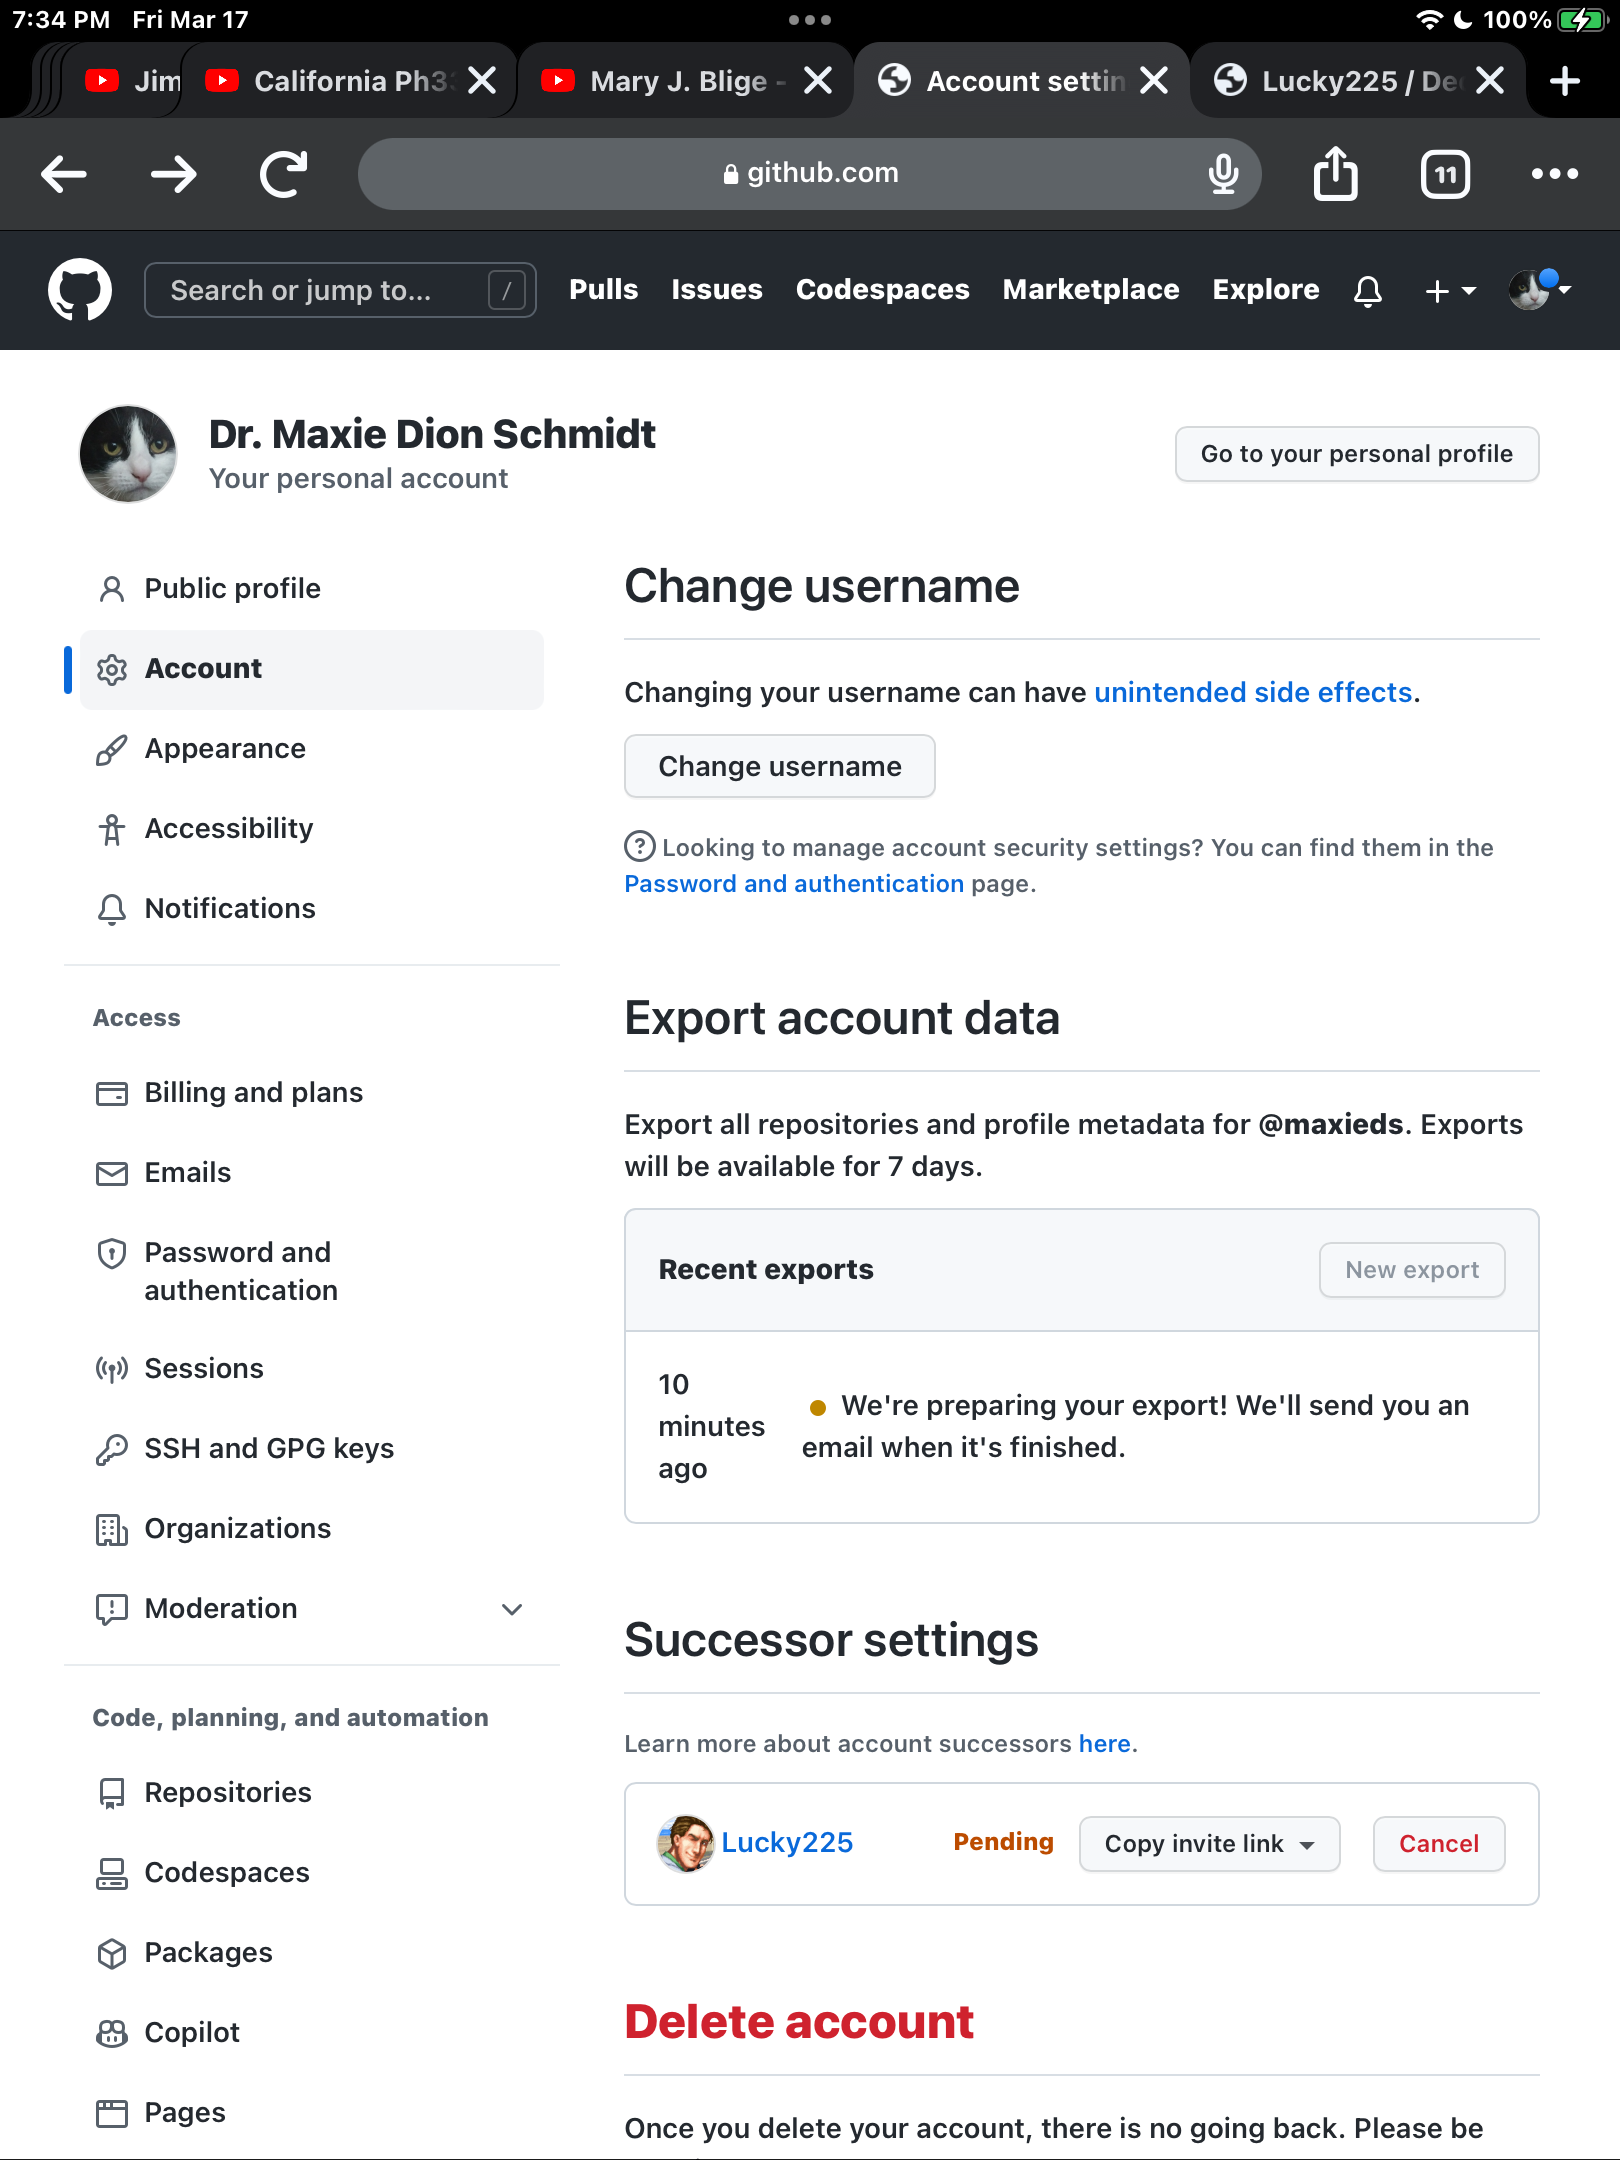 7:34 PM Fri Mar 17
100%
Jim
California Ph33
Mary J. Blige -
Account settin
Lucky225 / De
github.com
11
Search or jump to... /
Pulls Issues Codespaces Marketplace Explore
Dr. Maxie Dion Schmidt
Your personal account
Go to your personal profile
Public profile
Account
Appearance
Accessibility
Notifications
Access
Billing and plans
Emails
Password and
authentication
Sessions
SSH and GPG keys
Organizations
Moderation
Code, planning, and automation
Repositories
Codespaces
Packages
Copilot
Pages
Change username
Changing your username can have unintended side effects.
Change username
Looking to manage account security settings? You can find them in the
Password and authentication page.
Export account data
Export all repositories and profile metadata for @maxieds. Exports
will be available for 7 days.
Recent exports
New export
10
minutes
ago
We're preparing your export! We'll send you an
email when it's finished.
Successor settings
Learn more about account successors here.
Lucky225 Pending Copy invite link Cancel
Delete account
Once you delete your account, there is no going back. Please be